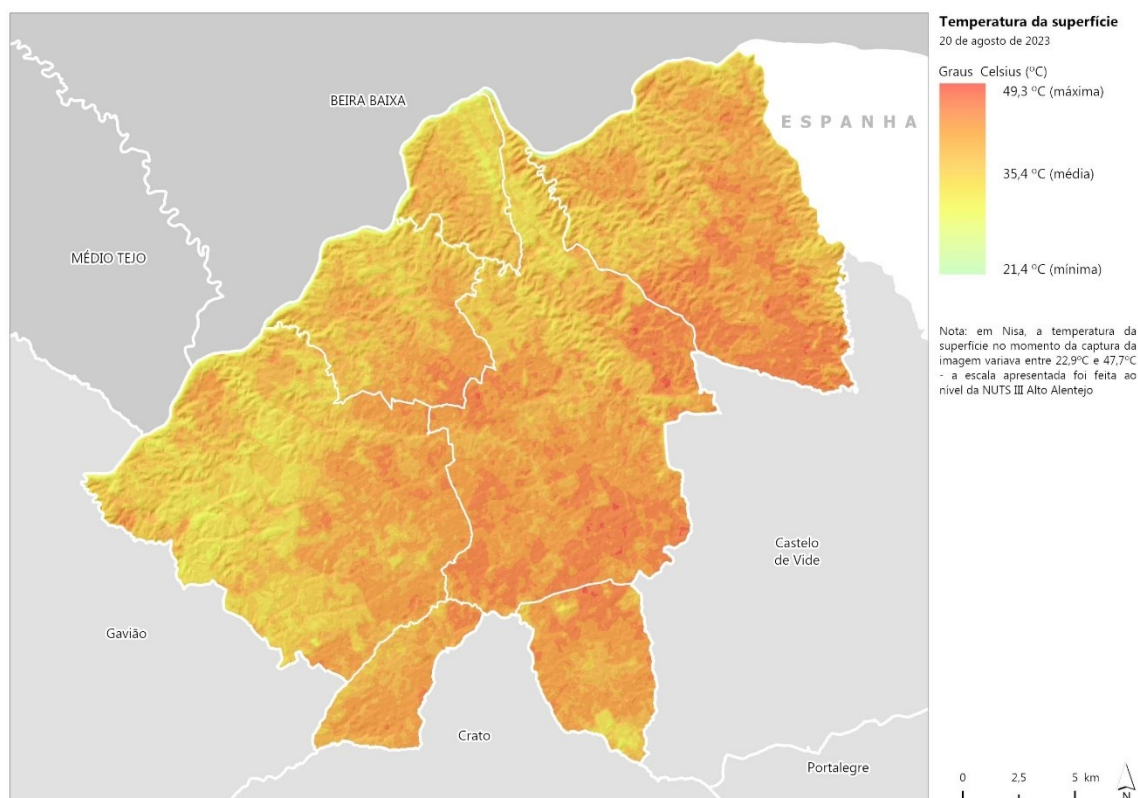 Temperatura da superfície
20 de agosto de 2023
Graus Celsius (ºC)
49,3 ºC (máxima)
35,4 ºC (média)
21,4 ºC (mínima)
Nota: em Nisa, a temperatura da
superfície no momento da captura da
imagem variava entre 22,9ºC e 47,7ºC
- a escala apresentada foi feita ao
nível da NUTS III Alto Alentejo
BEIRA BAIXA
ESPANHA
MÉDIO TEJO
Castelo
de Vide
Gavião
Crato
Portalegre
0 2,5 5 km
N